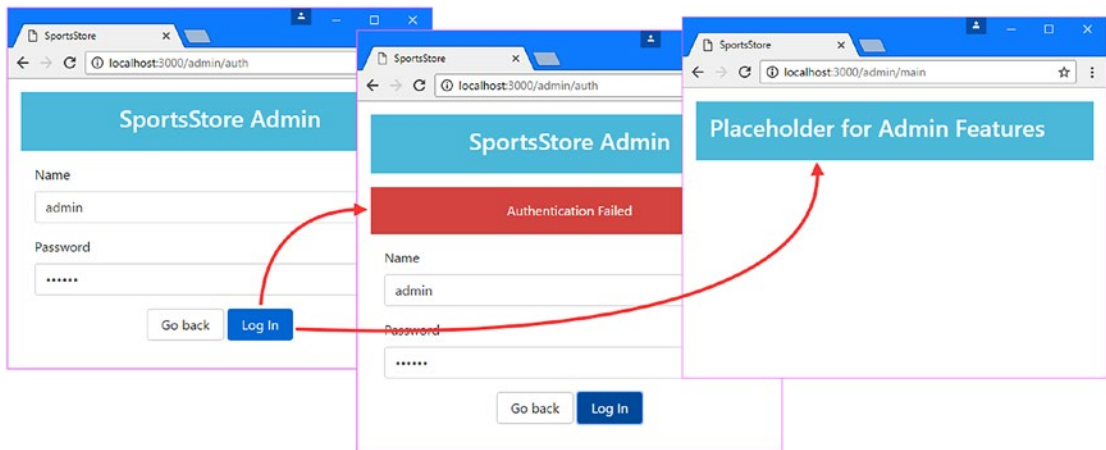 SportsStore
localhost:3000/admin/auth
SportsStore Admin
Name
admin
Password
••••••
Go back
Log In
SportsStore
localhost:3000/admin/auth
SportsStore Admin
Authentication Failed
Name
admin
Password
••••••
Go back
Log In
SportsStore
localhost:3000/admin/main
Placeholder for Admin Features